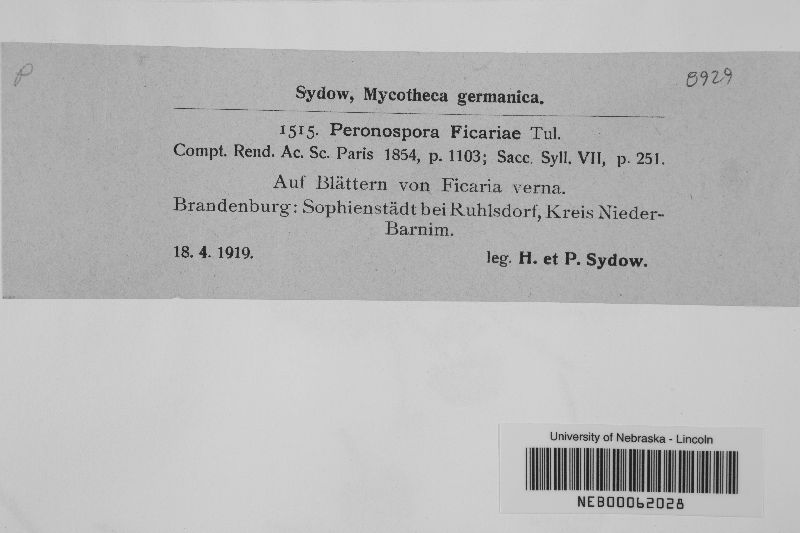 P
8929
Sydow, Mycotheca germanica.
1515. Peronospora Ficariae Tul.
Compt. Rend. Ac. Sc. Paris 1854, p. 1103; Sacc. Syll. VII, p. 251.
Auf Blättern von Ficaria verna.
Brandenburg: Sophienstädt bei Ruhlsdorf, Kreis Nieder-
Barnim.
18. 4. 1919. leg. H. et P. Sydow.
University of Nebraska - Lincoln
NEB00062028